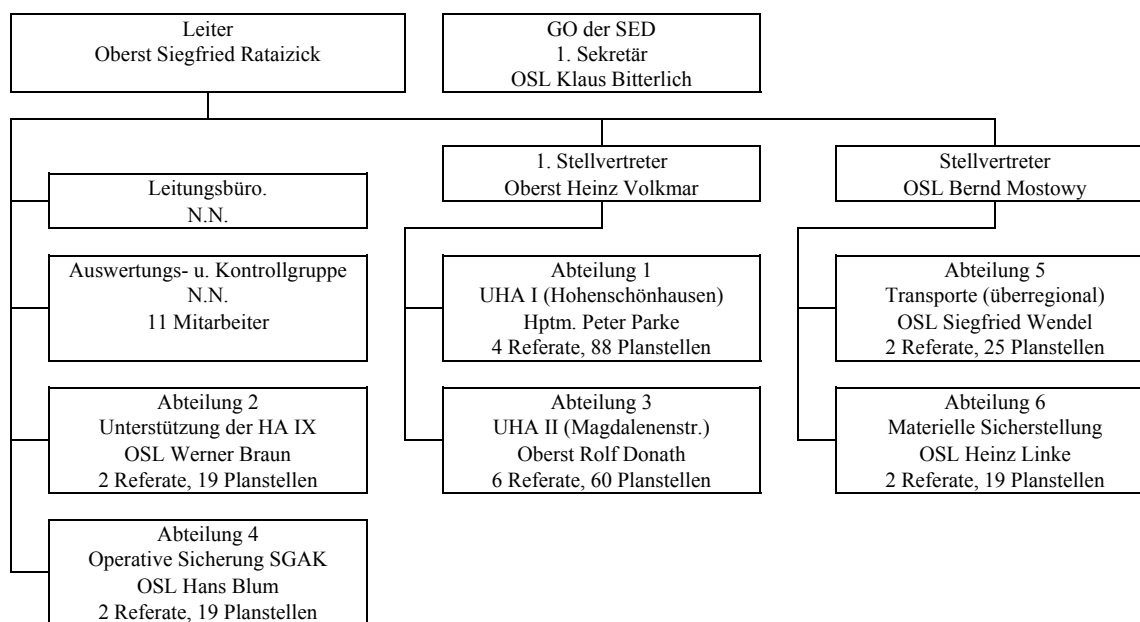 Leiter
Oberst Siegfried Rataizick
GO der SED
1. Sekretär
OSL Klaus Bitterlich
1. Stellvertreter
Oberst Heinz Volkmar
Stellvertreter
OSL Bernd Mostowy
Leitungsbüro.
N.N.
Auswertungs- u. Kontrollgruppe
N.N.
11 Mitarbeiter
Abteilung 1
UHA I (Hohenschönhausen)
Hptm. Peter Parke
4 Referate, 88 Planstellen
Abteilung 5
Transporte (überregional)
OSL Siegfried Wendel
2 Referate, 25 Planstellen
Abteilung 2
Unterstützung der HA IX
OSL Werner Braun
2 Referate, 19 Planstellen
Abteilung 3
UHA II (Magdalenenstr.)
Oberst Rolf Donath
6 Referate, 60 Planstellen
Abteilung 6
Materielle Sicherstellung
OSL Heinz Linke
2 Referate, 19 Planstellen
Abteilung 4
Operative Sicherung SGAK
OSL Hans Blum
2 Referate, 19 Planstellen